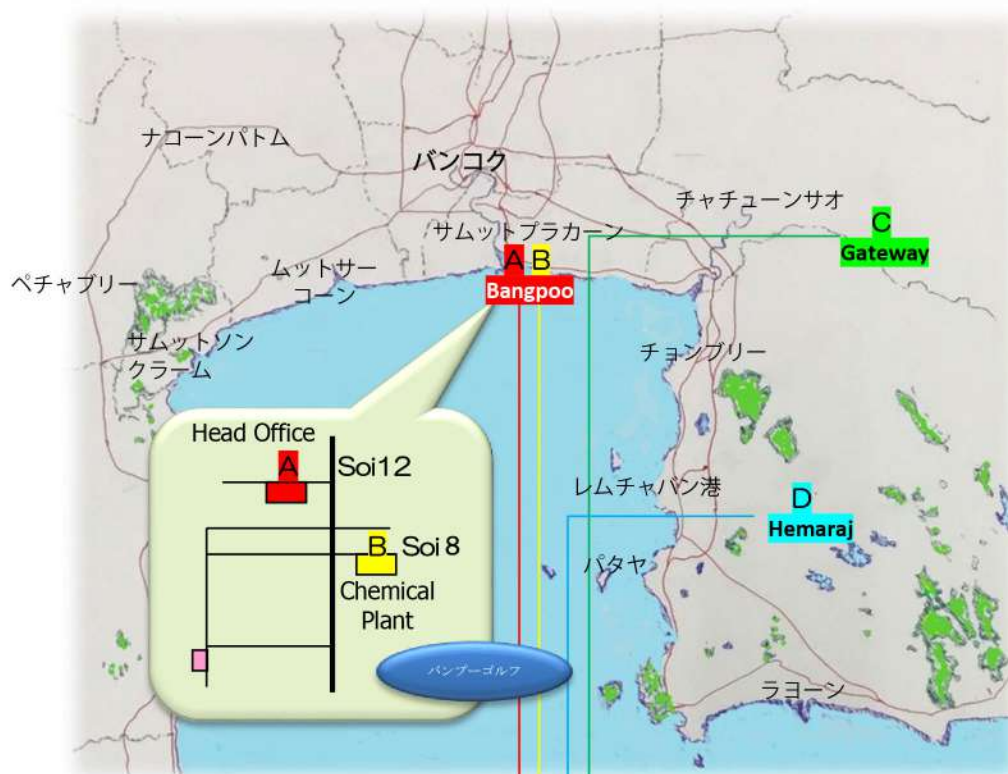 ナコーンパトム
バンコク
チャチューンサオ
サムットプラカーン
C
Gateway
A
B
Bangpoo
ムットサー
コーン
ペチャブリー
サムットソン
クラーム
チョンブリー
Head Office
A
Soi12
B
Soi 8
Chemical
Plant
バンプーゴルフ
レムチャバン港
D
Hemaraj
パタヤ
ラヨーン